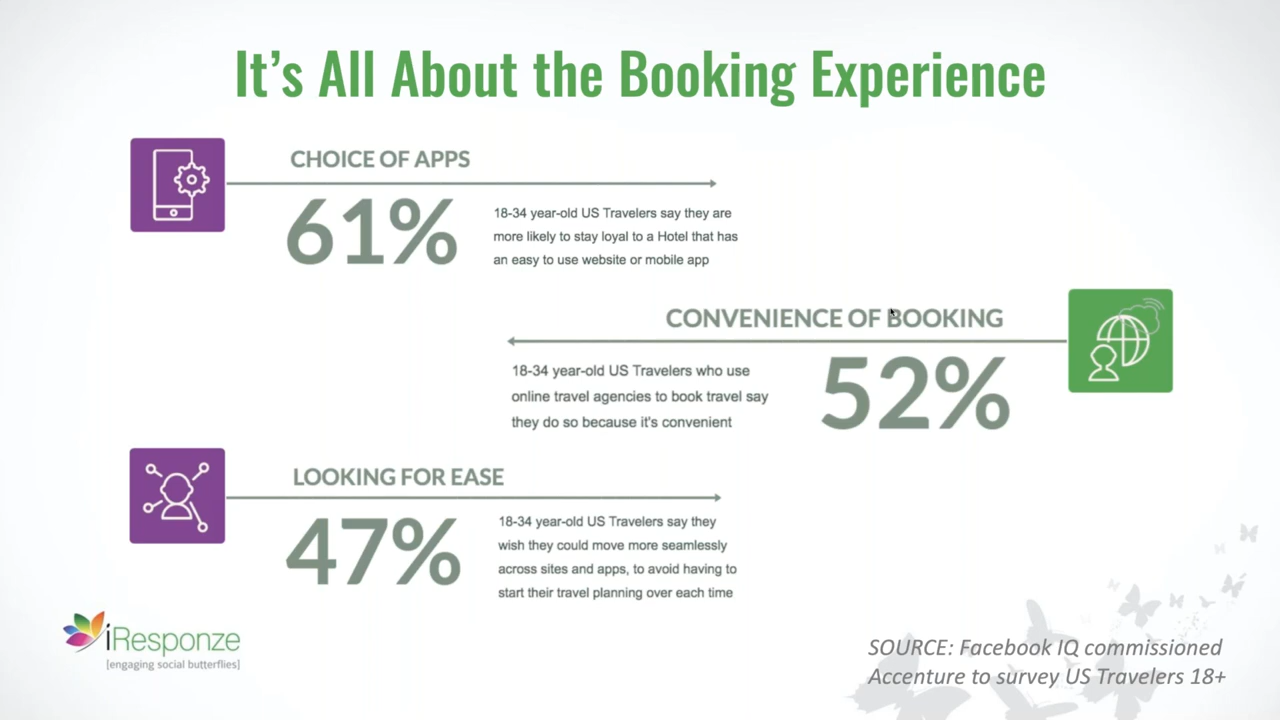 It's All About the Booking Experience
CHOICE OF APPS
61%
18-34 year-old US Travelers say they are
more likely to stay loyal to a Hotel that has
an easy to use website or mobile app
CONVENIENCE OF BOOKING
18-34 year-old US Travelers who use
online travel agencies to book travel say
they do so because it's convenient
52%
LOOKING FOR EASE
47%
18-34 year-old US Travelers say they
wish they could move more seamlessly
across sites and apps, to avoid having to
start their travel planning over each time
iResponze
[engaging social butterflies]
SOURCE: Facebook IQ commissioned
Accenture to survey US Travelers 18+